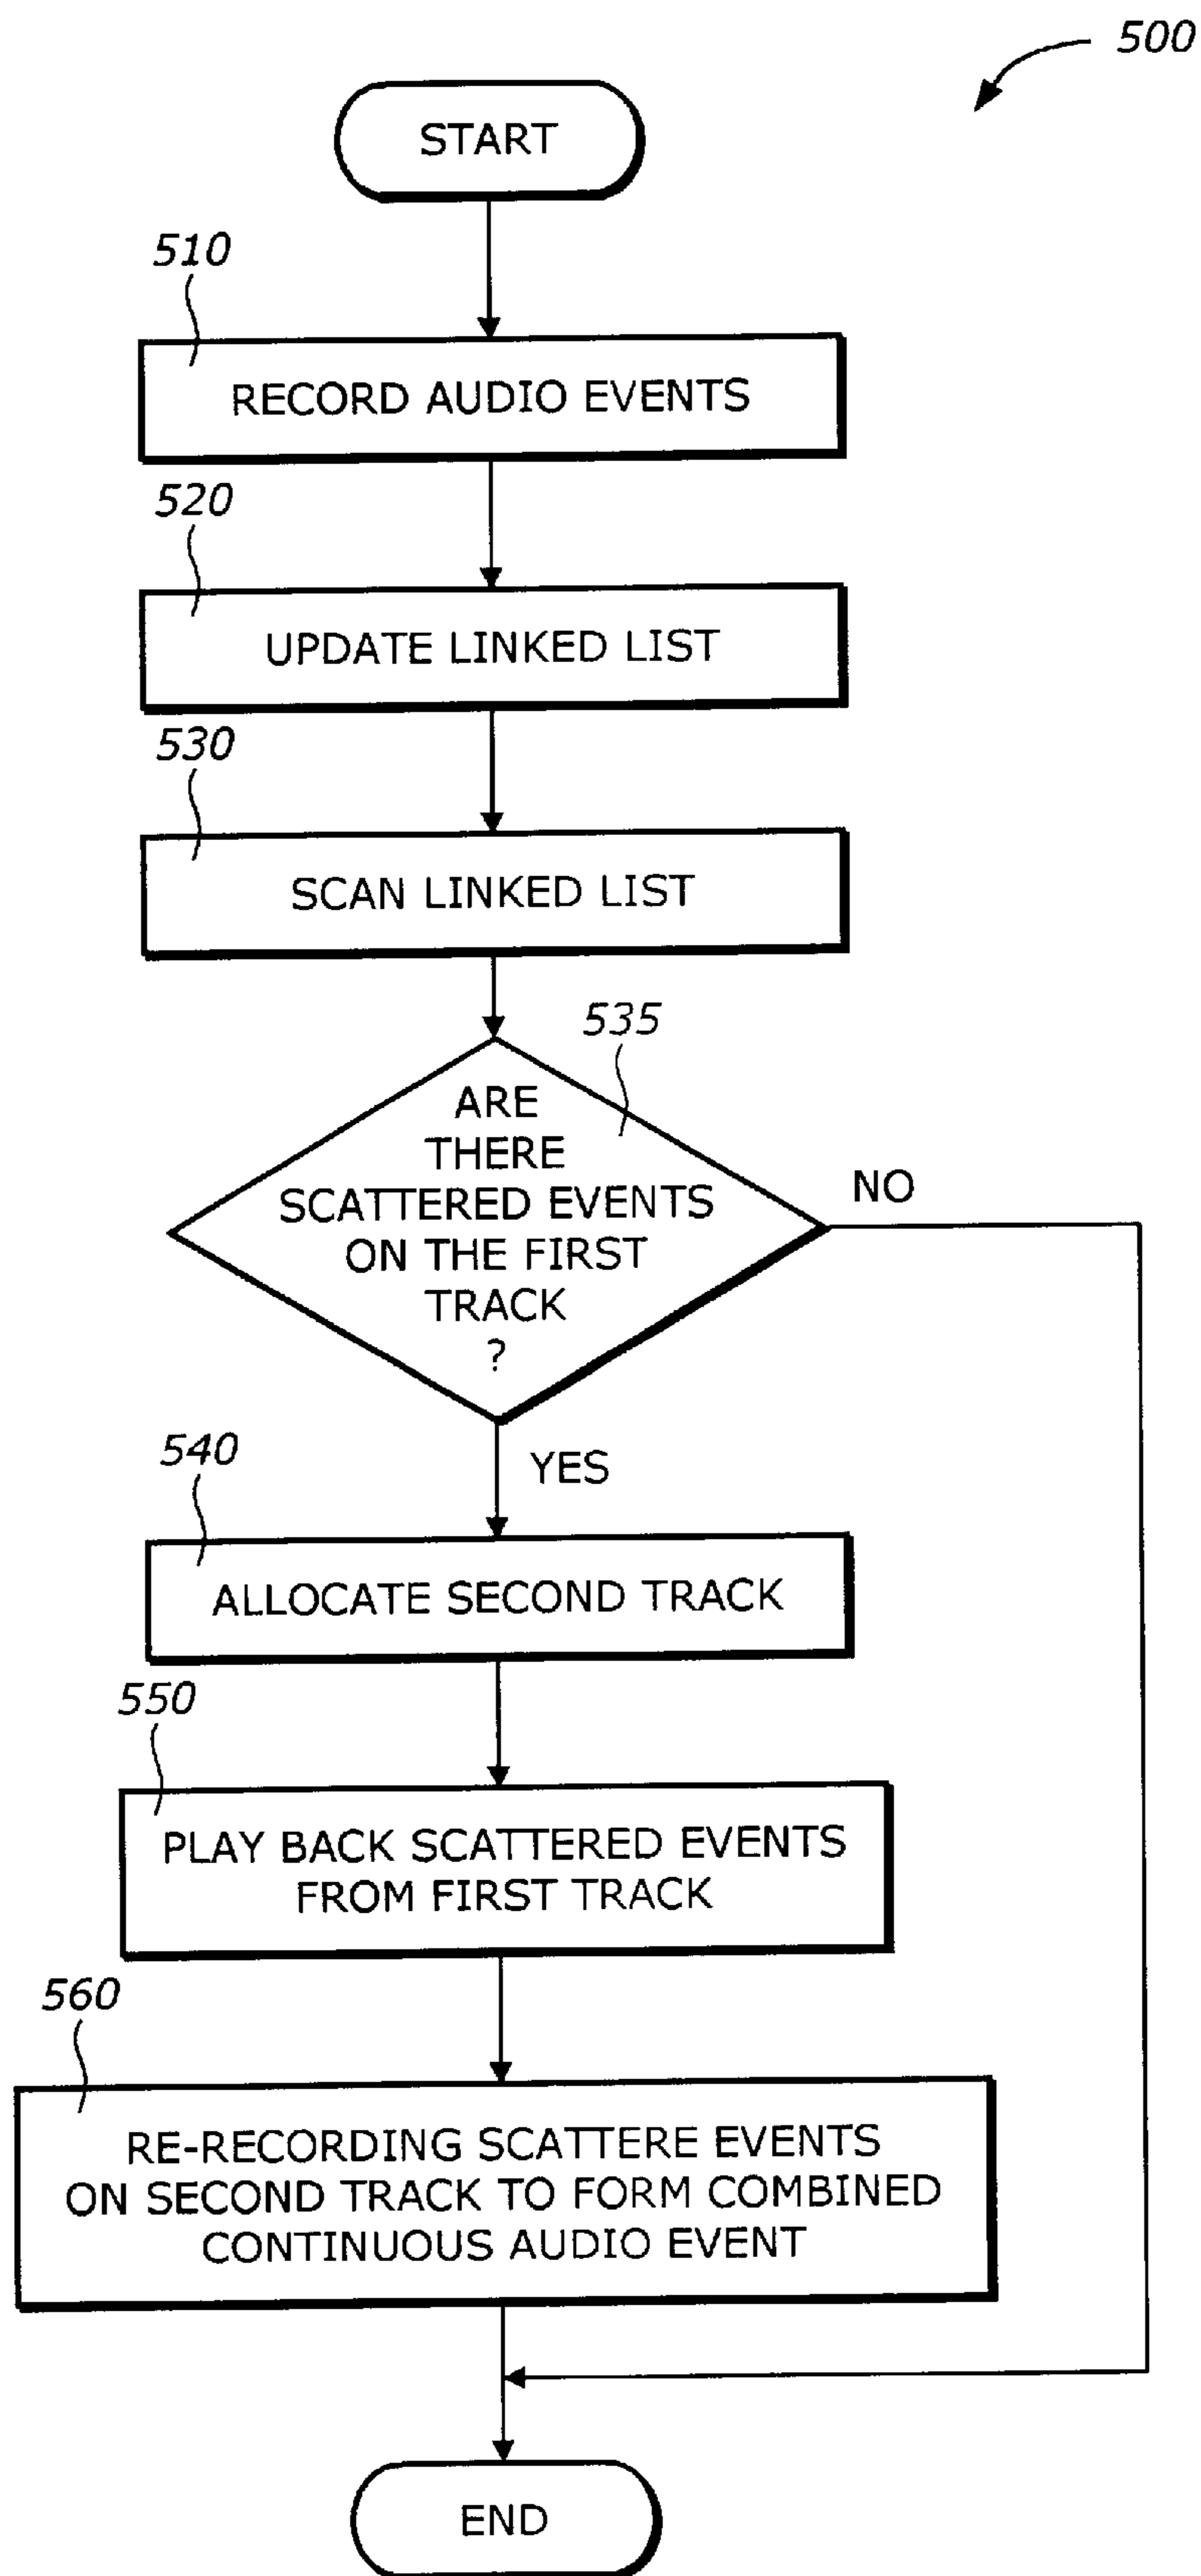 500
START
510
RECORD AUDIO EVENTS
520
UPDATE LINKED LIST
530
SCAN LINKED LIST
535
ARE
THERE
SCATTERED EVENTS
ON THE FIRST
TRACK
?
NO
YES
540
ALLOCATE SECOND TRACK
550
PLAY BACK SCATTERED EVENTS
FROM FIRST TRACK
560
RE-RECORDING SCATTERE EVENTS
ON SECOND TRACK TO FORM COMBINED
CONTINUOUS AUDIO EVENT
END